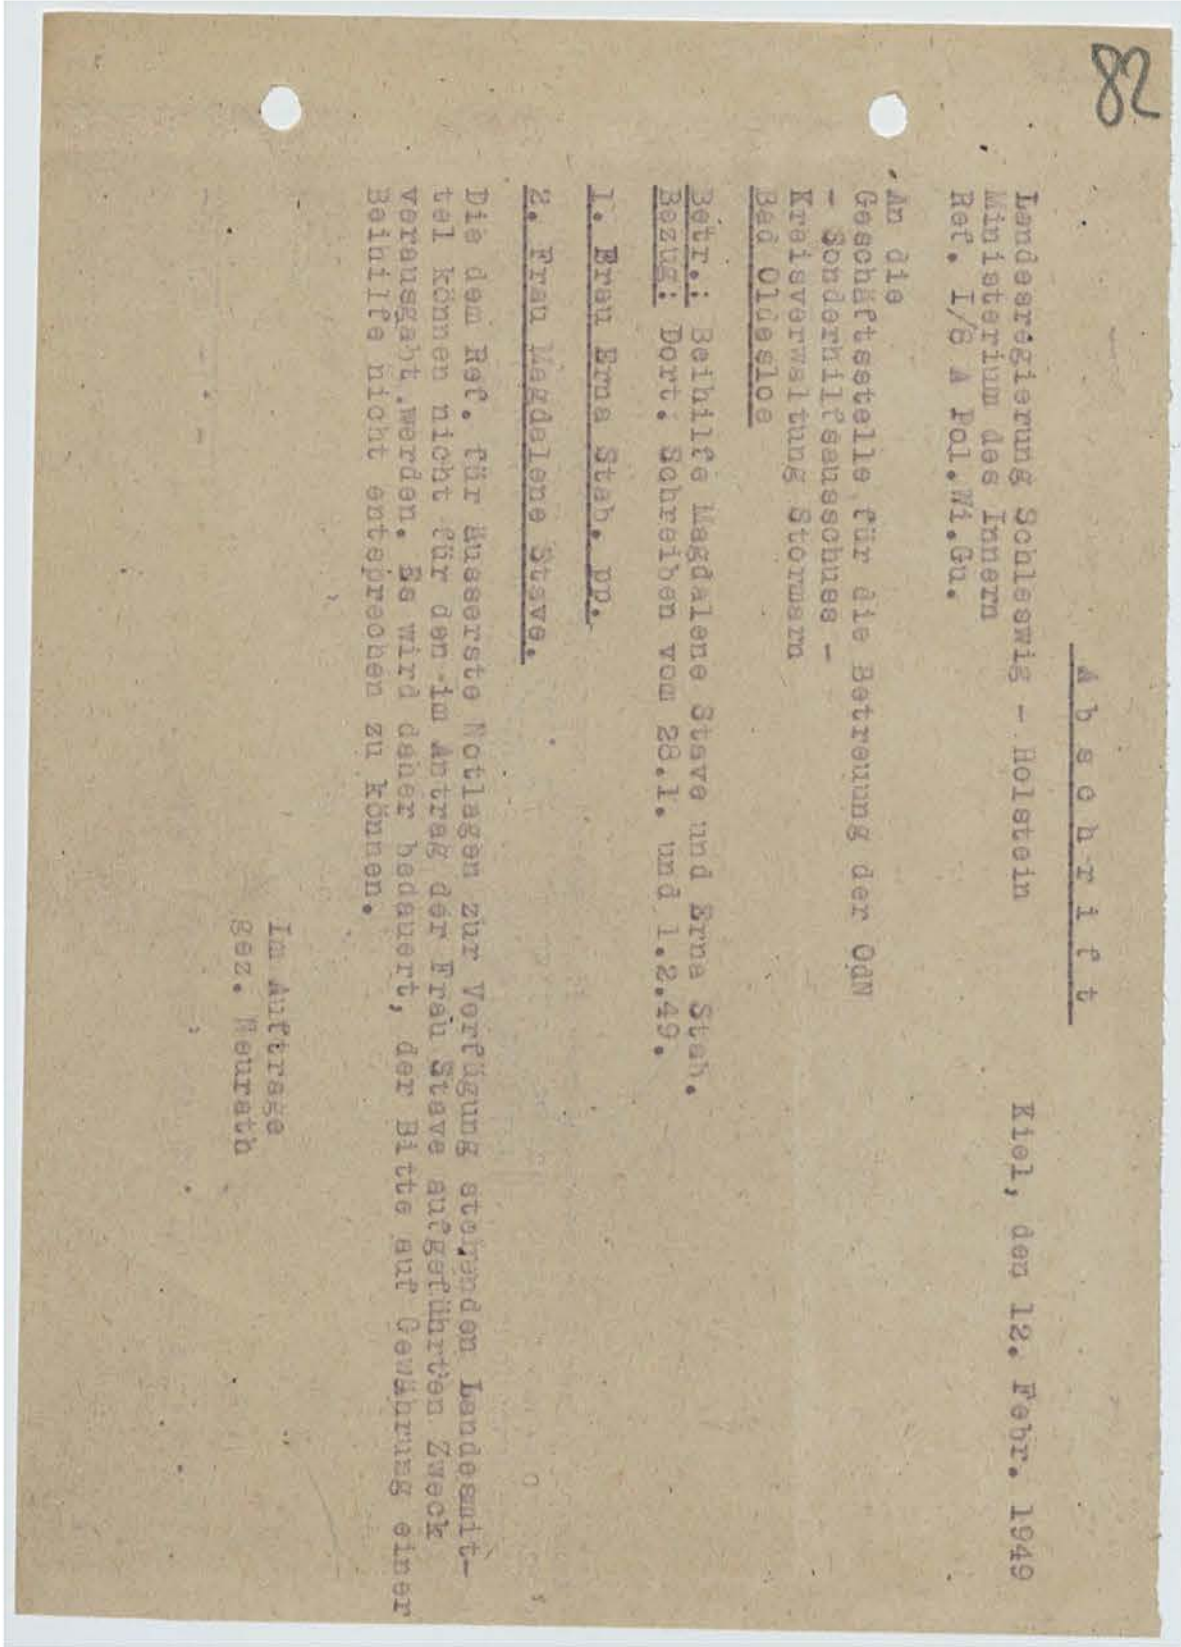 82
A b s c h r i f t
Landesregierung Schleswig - Holstein Kiel, den 12. Febr. 1949
Ministerium des Innern
Ref. I/8 A Pol.Wi.Gu.
An die
Geschäftsstelle für die Betreuung der OdN
- Sonderhilfsausschuss -
Kreisverwaltung Stormarn
Bad Oldesloe
Betr.: Beihilfe Magdalene Stave und Erna Stab.
Bezug: Dort. Schreiben vom 28.1. und 1.2.49.
1. Frau Erna Stab. pp.
2. Frau Magdalene Stave.
Die dem Ref. für äusserste Notlagen zur Verfügung stehenden Landesmit-
tel können nicht für den im Antrag der Frau Stave aufgeführten Zweck
verausgabt werden. Es wird daher bedauert, der Bitte auf Gewährung einer
Beihilfe nicht entsprechen zu können.
Im Auftrage
gez. Neurath